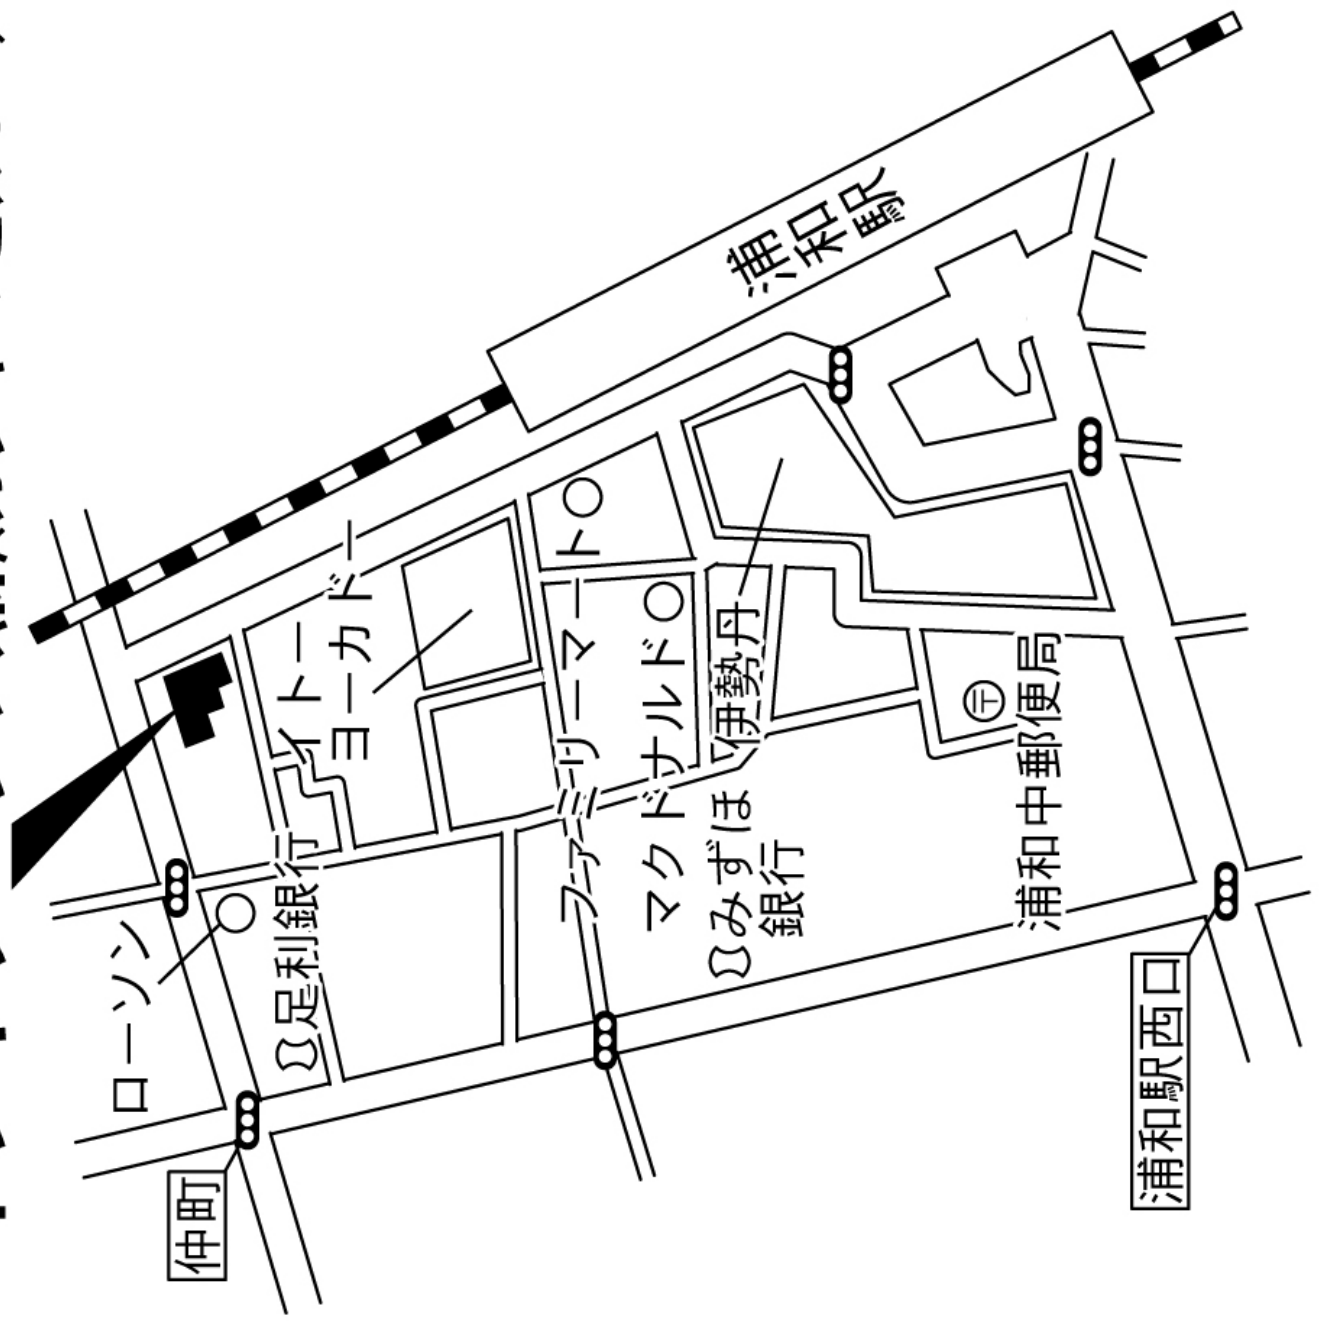 仲町
ローソン
足利銀行
イトー
ヨーカドー
ファミリーマート
マクドナルド
みずほ
銀行
伊勢丹
浦和駅
〒
浦和中郵便局
浦和駅西口